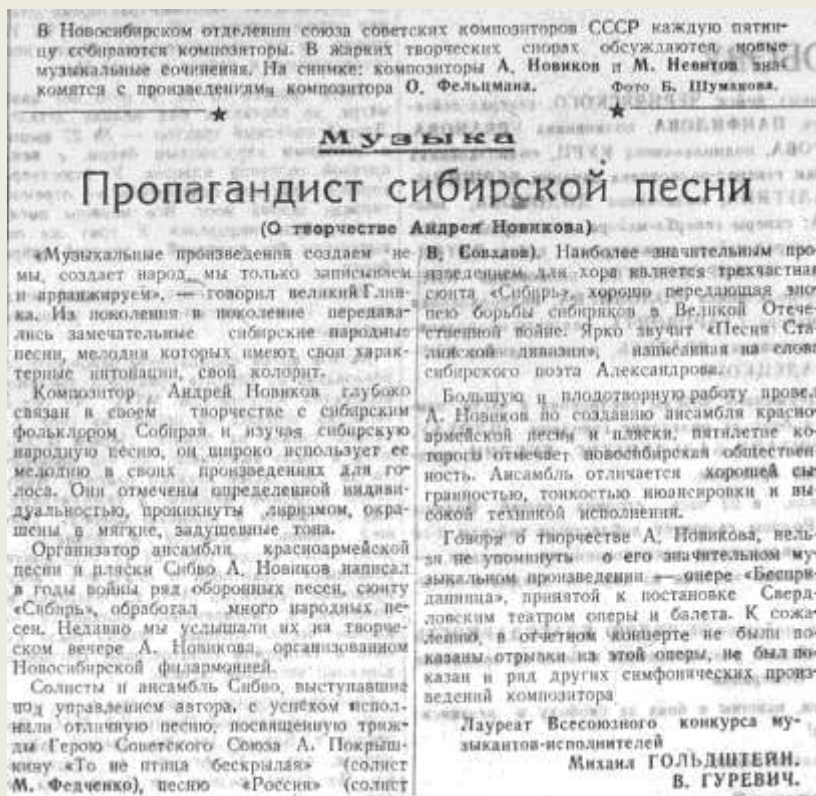 В Новосибирском отделении союза советских композиторов СССР каждую пятни-
цу собираются композиторы. В жарких творческих спорах обсуждаются новые
музыкальные сочинения. На снимке: композиторы А. Новиков и М. Невитов зна-
комятся с произведениями композитора О. Фельцмана. Фото Б. Шумакова.
Музыка
Пропагандист сибирской песни
(О творчестве Андрея Новикова)
«Музыкальные произведения создаем не
мы, создает народ, мы только записываем
и арранжируем», — говорил великий Глин-
ка. Из поколения в поколение передава-
лись замечательные сибирские народные
песни, мелодии которых имеют свои харак-
терные интонации, свой колорит.
Композитор Андрей Новиков глубоко
связан в своем творчестве с сибирским
фольклором. Собирая и изучая сибирскую
народную песню, он широко использует ее
мелодию в своих произведениях для го-
лоса. Они отмечены определенной индиви-
дуальностью, проникнуты лиризмом, окра-
шены в мягкие, задушевные тона.
Организатор ансамбля красноармейской
песни и пляски Сибво А. Новиков написал
в годы войны ряд оборонных песен, сюиту
«Сибирь», обработал много народных пе-
сен. Недавно мы услышали их на творче-
ском вечере А. Новикова, организованном
Новосибирской филармонией.
Солисты и ансамбль Сибво, выступавшие
под управлением автора, с успехом испол-
нили отличную песню, посвященную триж-
ды Герою Советского Союза А. Покрыш-
кину «То не птица бескрылая» (солист
М. Федченко), песню «Россия» (солист
В. Совалов). Наиболее значительным про-
изведением для хора является трехчастная
сюита «Сибирь», хорошо передающая эпо-
пею борьбы сибиряков в Великой Отече-
ственной войне. Ярко звучит «Песня Ста-
линской дивизии», написанная на слова
сибирского поэта Александрова.
Большую и плодотворную работу провел
А. Новиков по созданию ансамбля красно-
армейской песни и пляски, пятилетие ко-
торого отмечает новосибирская обществен-
ность. Ансамбль отличается хорошей сы-
гранностью, тонкостью нюансировки и вы-
сокой техникой исполнения.
Говоря о творчестве А. Новикова, нель-
зя не упомянуть о его значительном му-
зыкальном произведении — опере «Беспри-
данница», принятой к постановке Сверд-
ловским театром оперы и балета. К сожа-
лению, в отчетном концерте не были по-
казаны отрывки из этой оперы, не был по-
казан и ряд других симфонических произ-
ведений композитора
Лауреат Всесоюзного конкурса му-
зыкантов-исполнителей
Михаил ГОЛЬДШТЕЙН.
В. ГУРЕВИЧ.